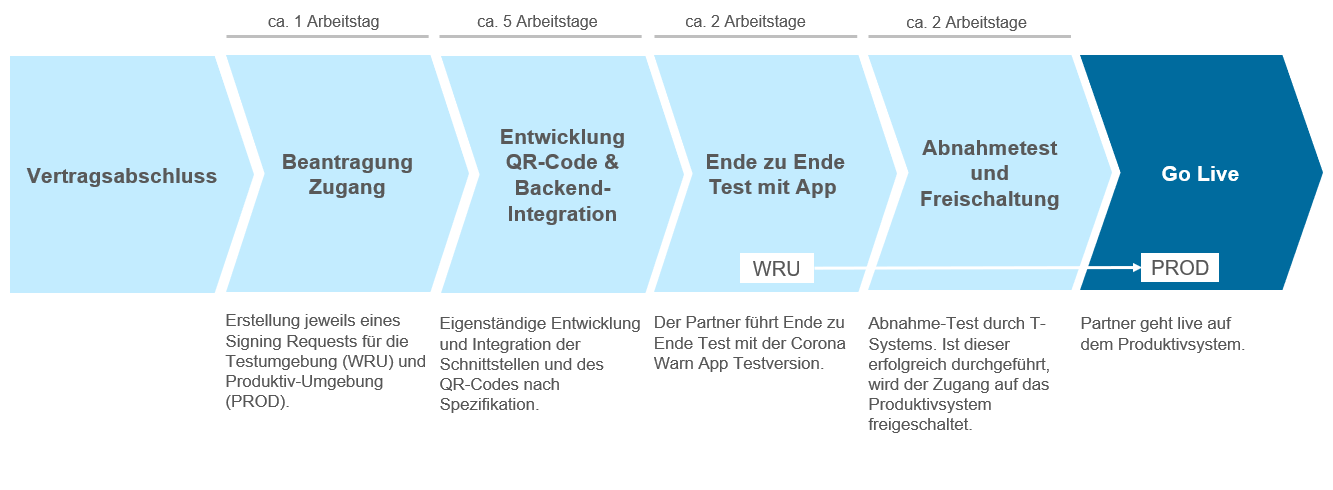 ca. 1 Arbeitstag
ca. 5 Arbeitstage
ca. 2 Arbeitstage
ca. 2 Arbeitstage
Vertragsabschluss
Beantragung
Zugang
Entwicklung
QR-Code &
Backend-
Integration
Ende zu Ende
Test mit App
Abnahmetest
und
Freischaltung
Go Live
WRU
PROD
Erstellung jeweils eines
Signing Requests für die
Testumgebung (WRU) und
Produktiv-Umgebung
(PROD).
Eigenständige Entwicklung
und Integration der
Schnittstellen und des
QR-Codes nach
Spezifikation.
Der Partner führt Ende zu
Ende Test mit der Corona
Warn App Testversion.
Abnahme-Test durch T-
Systems. Ist dieser
erfolgreich durchgeführt,
wird der Zugang auf das
Produktivsystem
freigeschaltet.
Partner geht live auf
dem Produktivsystem.